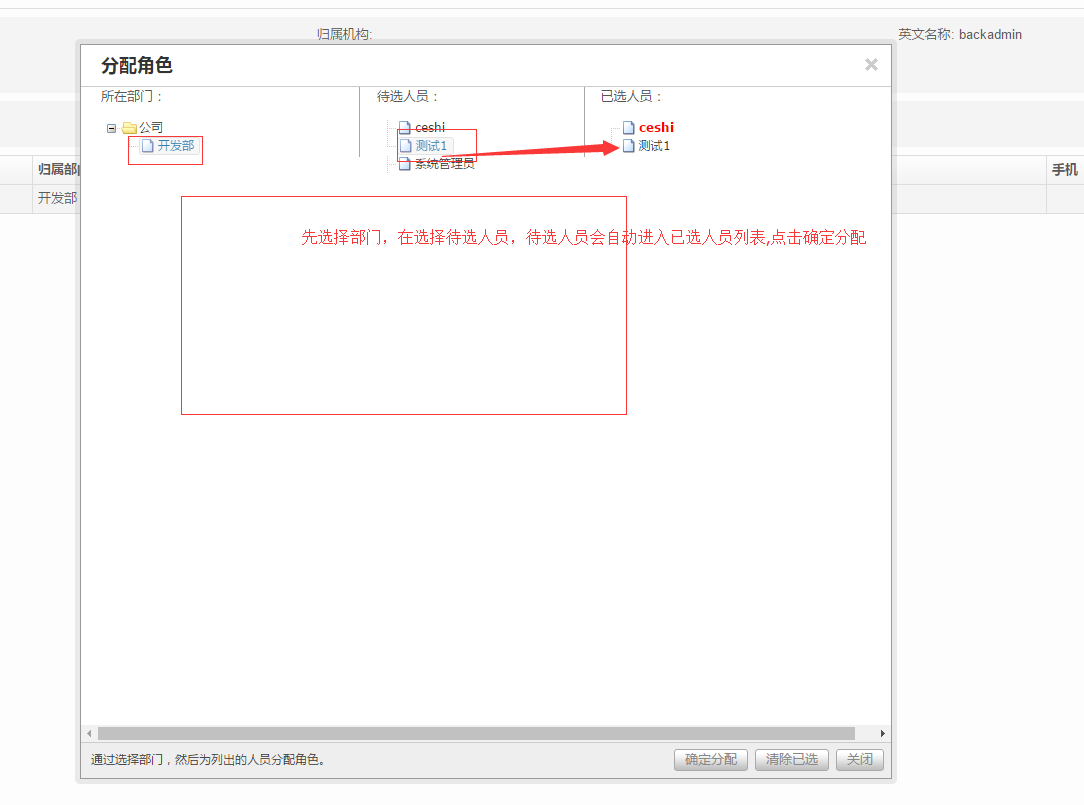 归属机构:
英文名称: backadmin
分配角色
所在部门：
待选人员：
已选人员：
公司
开发部
ceshi
测试1
系统管理员
ceshi
测试1
归属部
手机
开发部
先选择部门，在选择待选人员，待选人员会自动进入已选人员列表,点击确定分配
通过选择部门，然后为列出的人员分配角色。
确定分配
清除已选
关闭